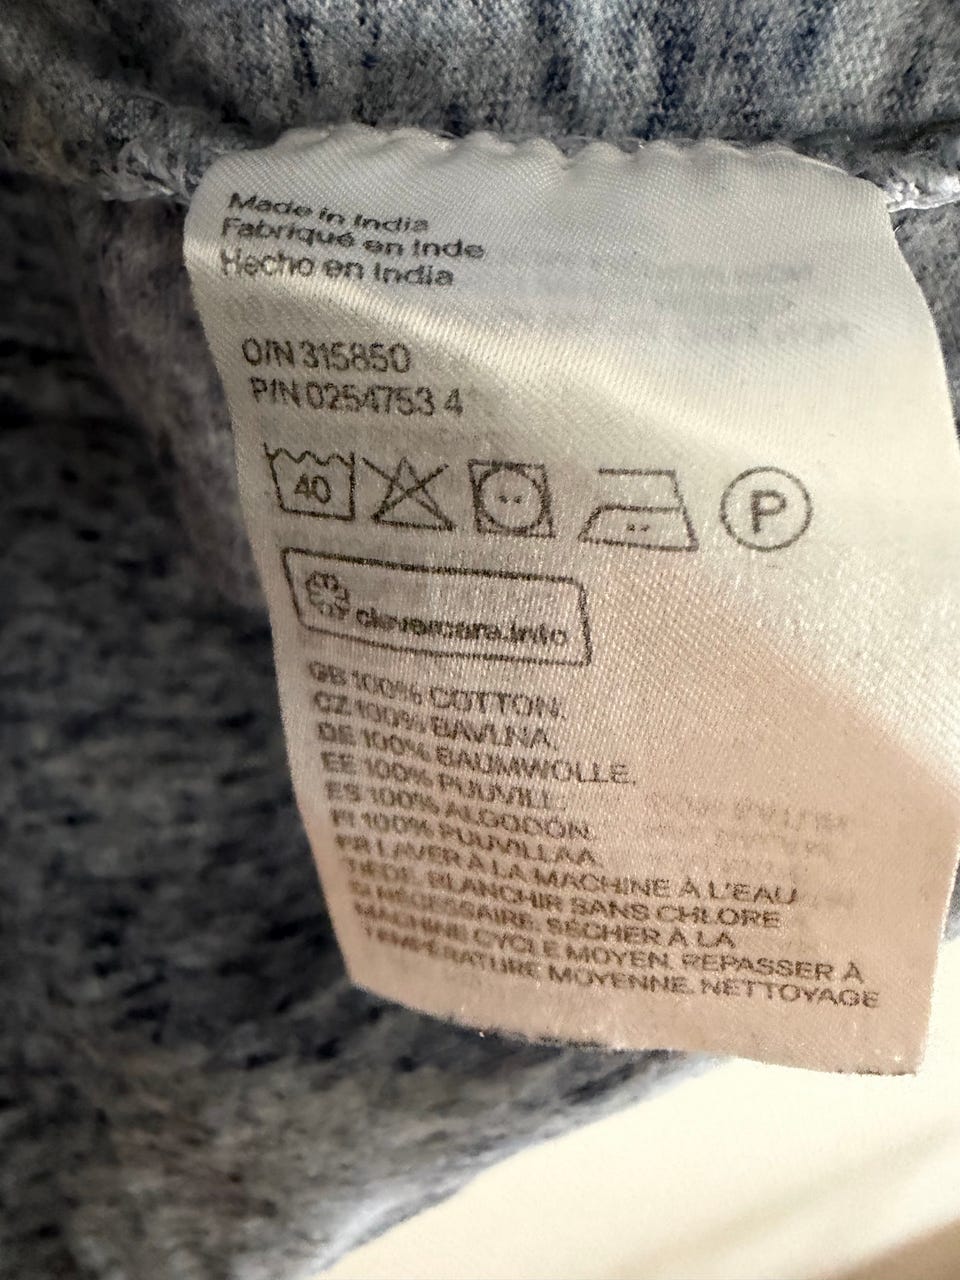 Made in India
Fabriqué en Inde
Hecho en India
O/N 315850
P/N 0254753 4
40
P
clevercare.info
GB 100% COTTON.
CZ 100% BAVLNA.
DE 100% BAUMWOLLE.
EE 100% PUUVILL.
ES 100% ALGODÓN.
FI 100% PUUVILLAA.
FR LAVER À LA MACHINE À L'EAU
TIÈDE. BLANCHIR SANS CHLORE
SI NÉCESSAIRE. SÉCHER À LA
MACHINE CYCLE MOYEN. REPASSER À
TEMPÉRATURE MOYENNE. NETTOYAGE